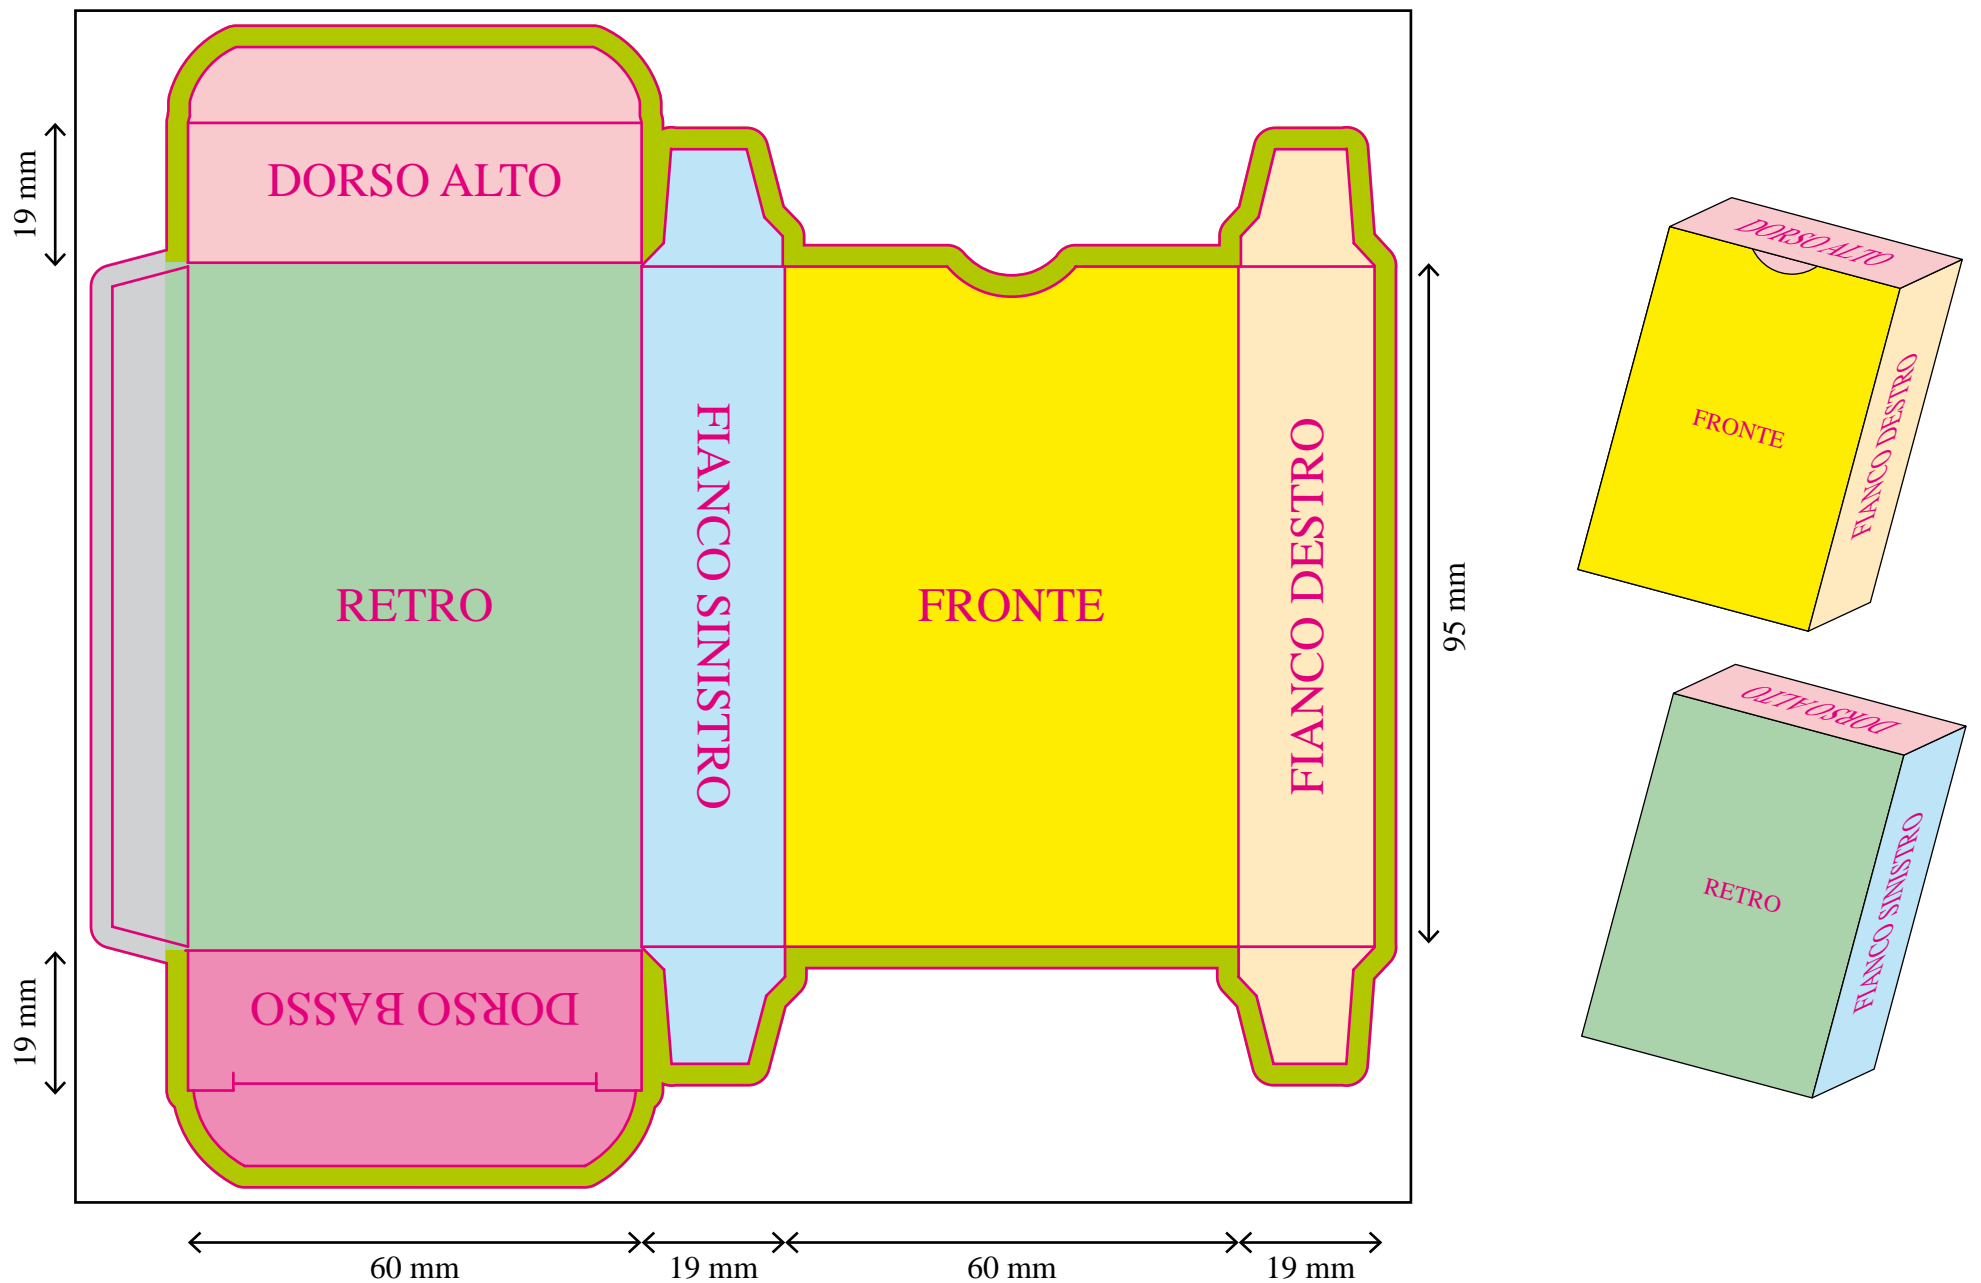 DORSO ALTO
19 mm
DORSO ALTO
FRONTE
FIANCO DESTRO
RETRO
FIANCO SINISTRO
FRONTE
FIANCO DESTRO
95 mm
DORSO ALTO
RETRO
FIANCO SINISTRO
19 mm
DORSO BASSO
60 mm
19 mm
60 mm
19 mm